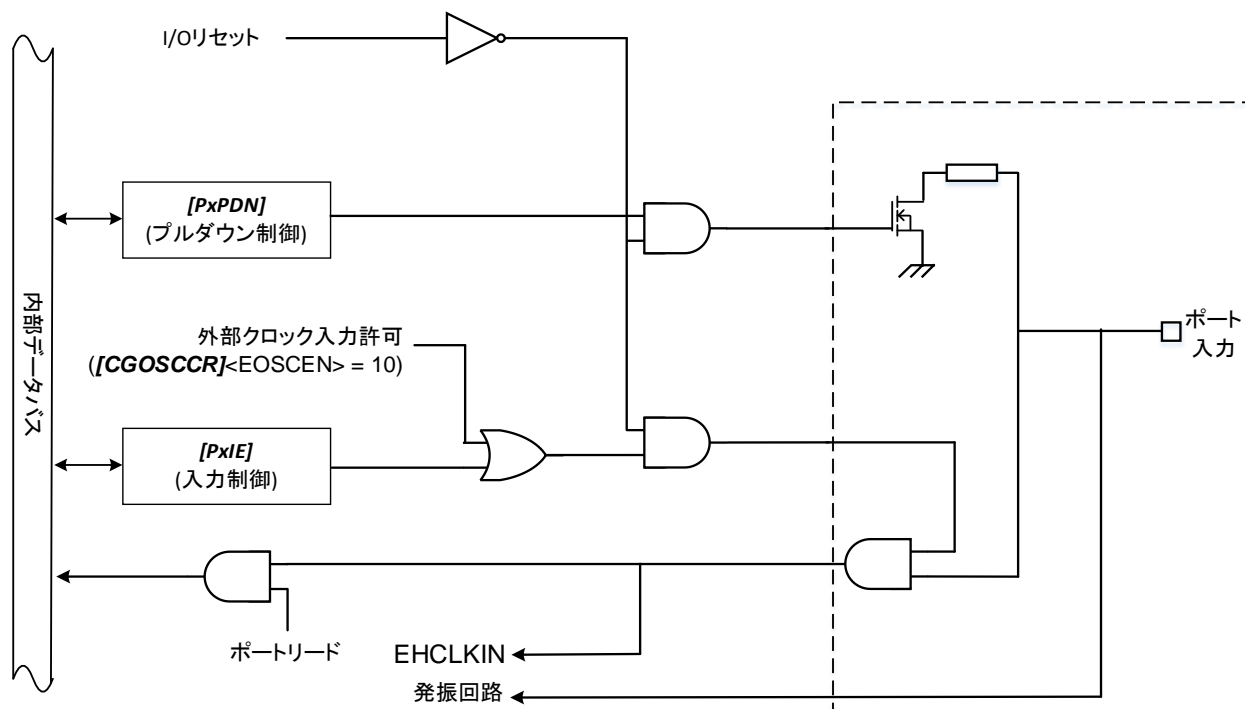 I/Oリセット
[PxPDN]
(プルダウン制御)
内部データバス
外部クロック入力許可
([CGOSCCR]<EOSCEN> = 10)
ポート
入力
[PxIE]
(入力制御)
ポートリード
EHCLKIN
発振回路